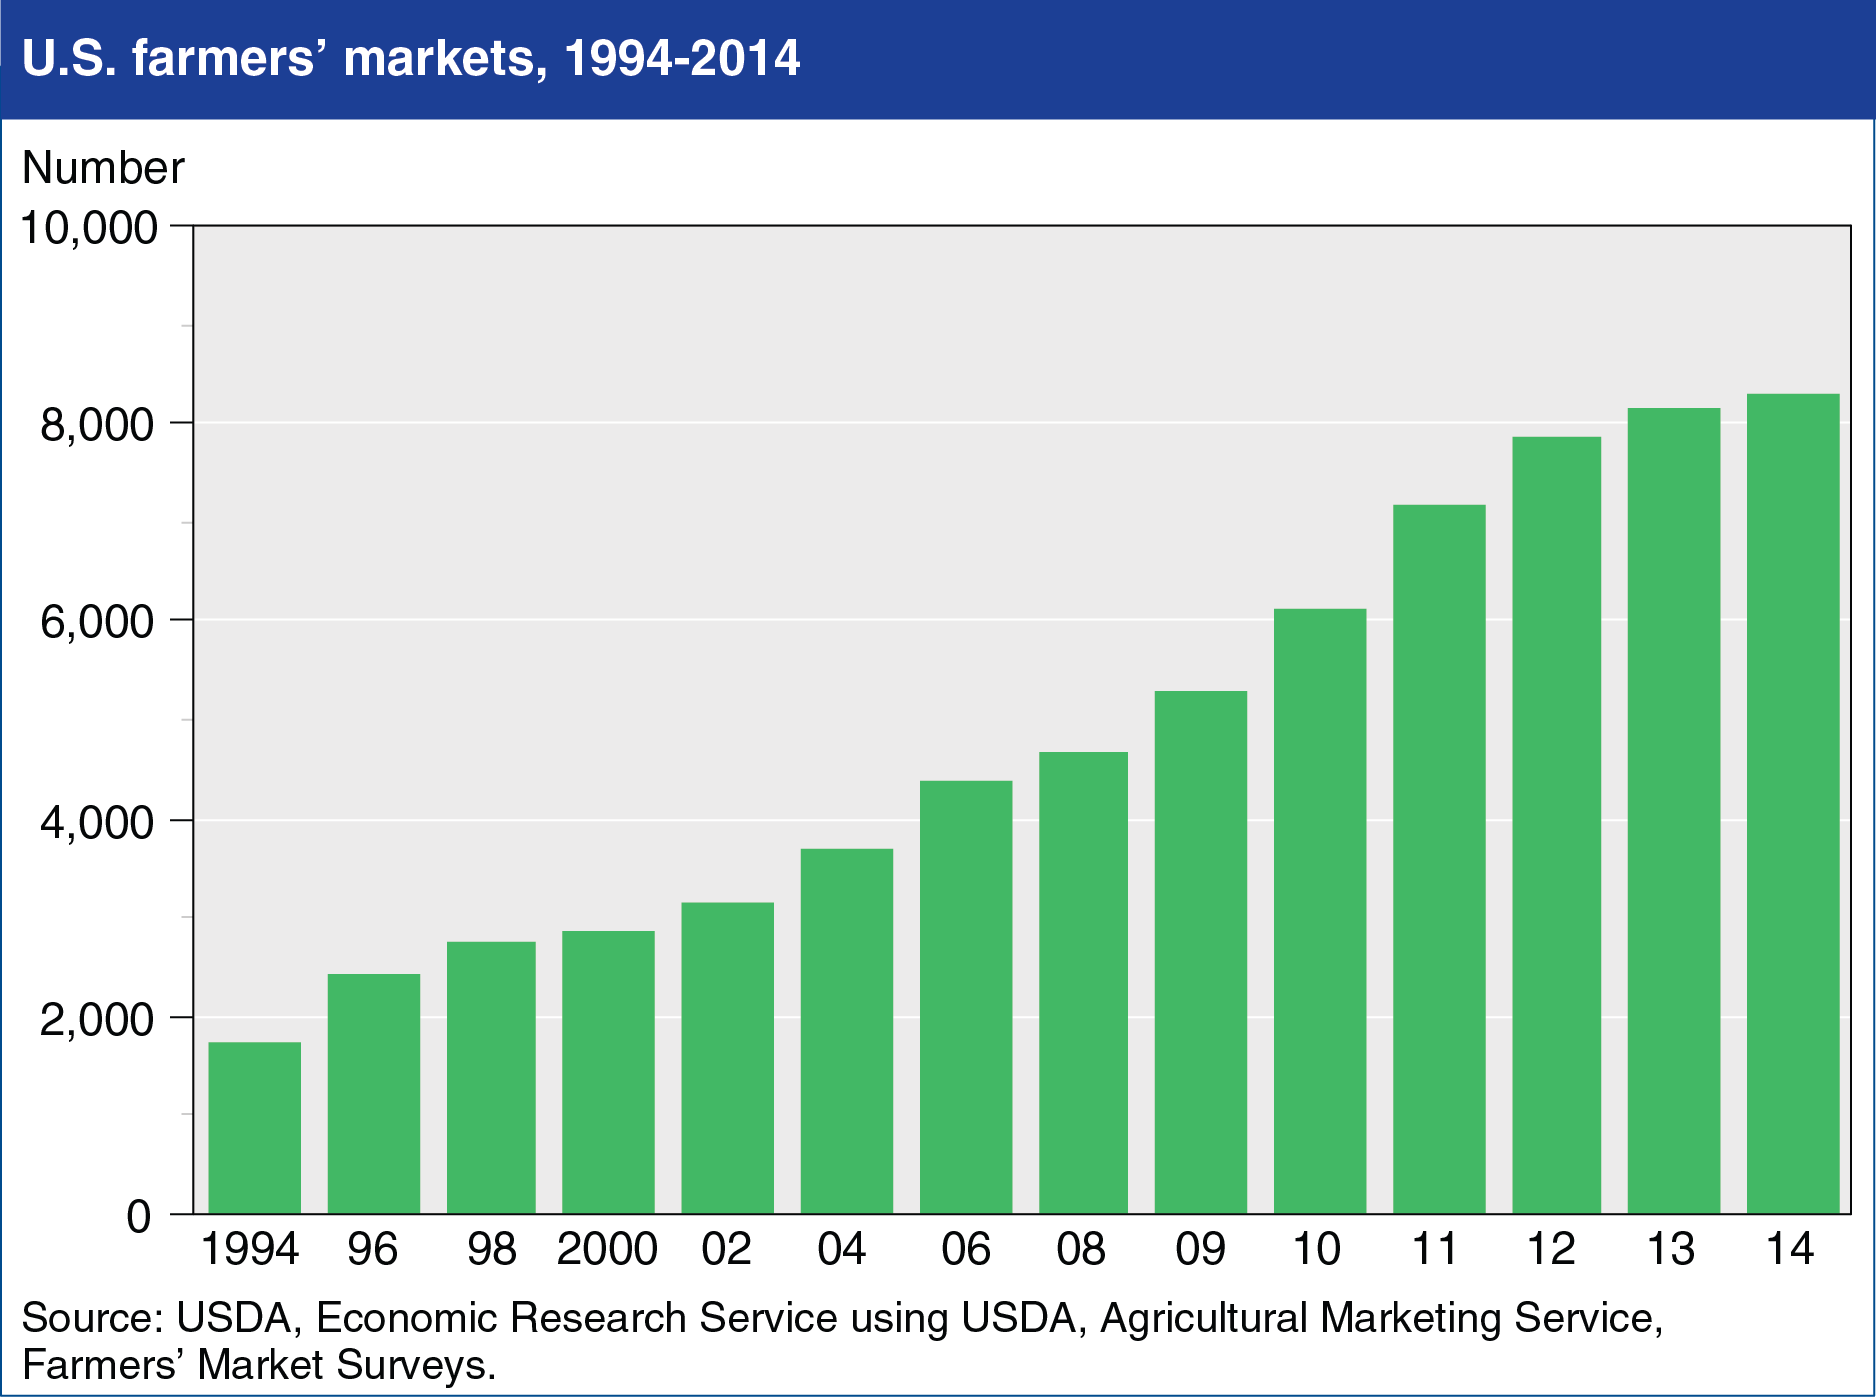 U.S. farmers’ markets, 1994-2014
Number
10,000
8,000
6,000
4,000
2,000
0
1994 96 98 2000 02 04 06 08 09 10 11 12 13 14
Source: USDA, Economic Research Service using USDA, Agricultural Marketing Service,
Farmers’ Market Surveys.